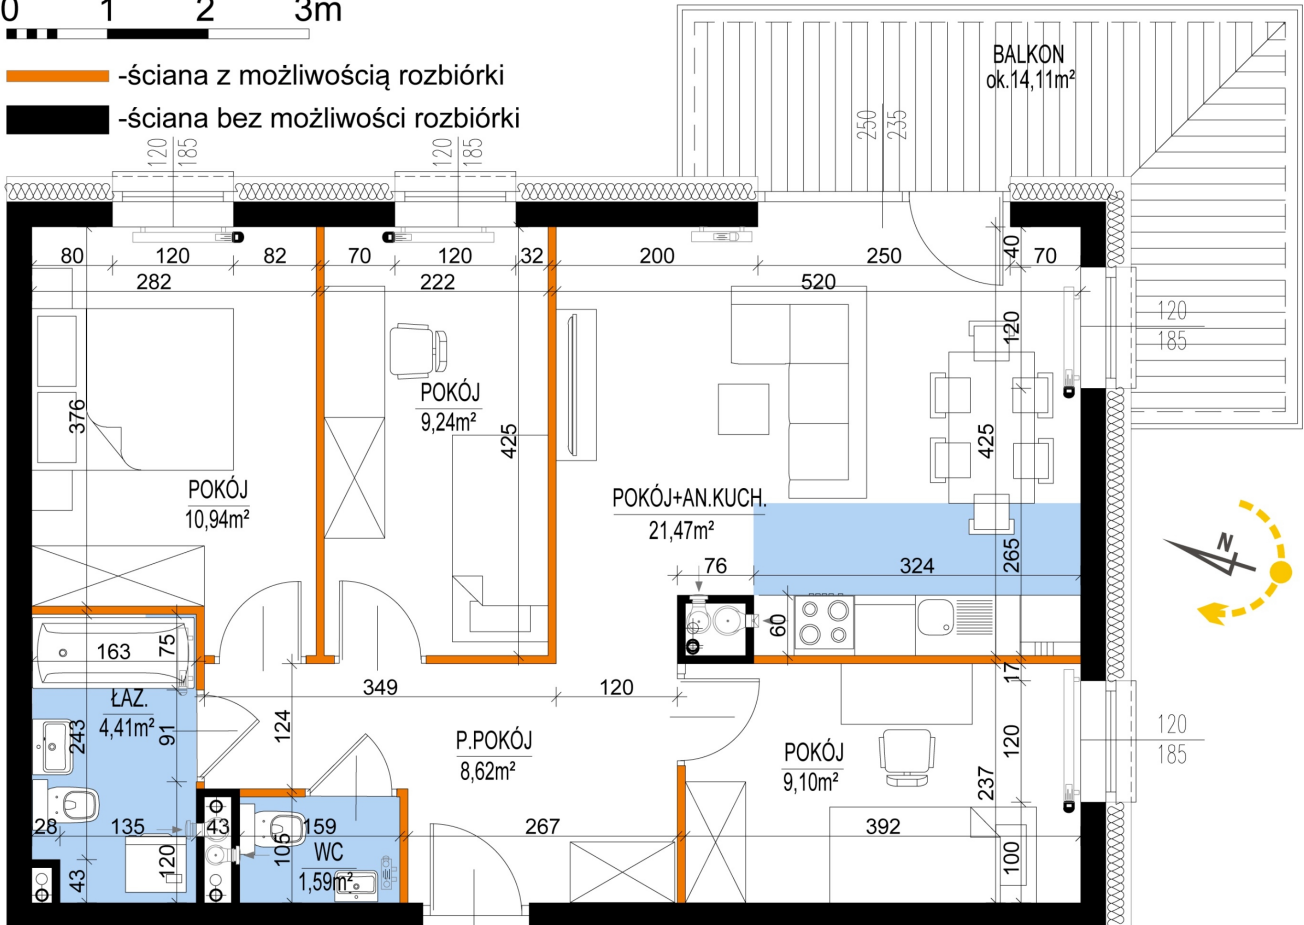 0 1 2 3m
-ściana z możliwością rozbiórki
-ściana bez możliwości rozbiórki
BALKON
ok.14,11m²
120
185
120
185
250
235
80 120 82 70 120 32 200 250 40 70
282 222 520
120
120
185
376
POKÓJ
9,24m²
425
425
POKÓJ
10,94m²
POKÓJ+AN.KUCH.
21,47m²
N
265
76 324
60
163 75
349 120
17
ŁAZ.
4,41m²
243
91
124
P.POKÓJ
8,62m²
POKÓJ
9,10m²
237
120
120
185
28 135 43 159 267 392
120
105
WC
1,59m²
43
100